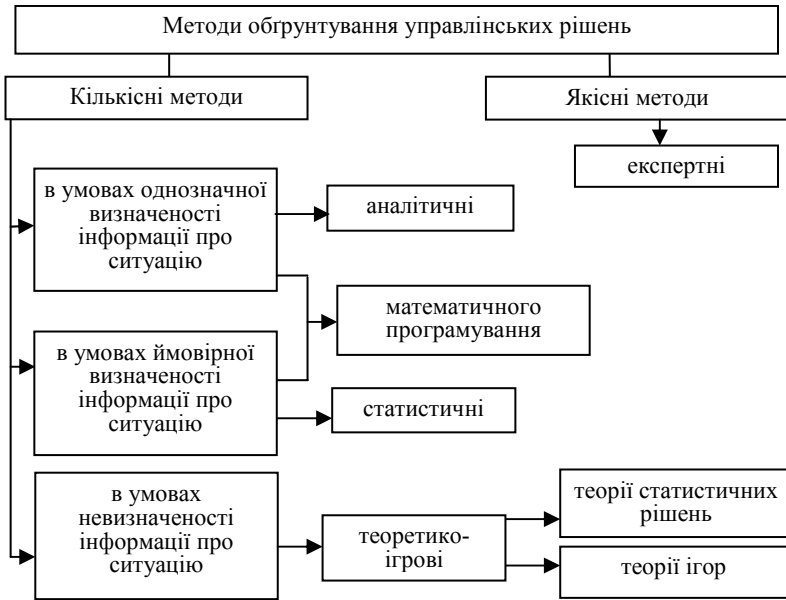 Методи обґрунтування управлінських рішень
Кількісні методи
Якісні методи
експертні
в умовах однозначної
визначеності
інформації про
ситуацію
аналітичні
математичного
програмування
в умовах ймовірної
визначеності
інформації про
ситуацію
статистичні
в умовах
невизначеності
інформації про
ситуацію
теоретико-
ігрові
теорії статистичних
рішень
теорії ігор